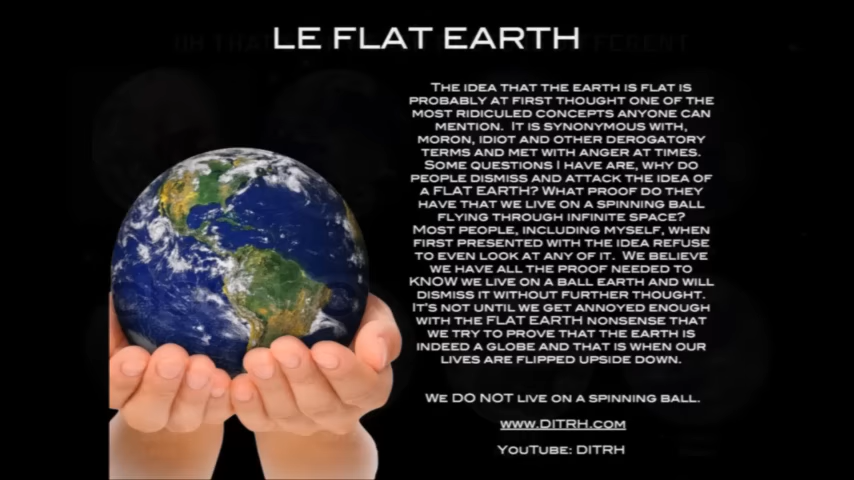 LE FLAT EARTH
THE IDEA THAT THE EARTH IS FLAT IS
PROBABLY AT FIRST THOUGHT ONE OF THE
MOST RIDICULED CONCEPTS ANYONE CAN
MENTION. IT IS SYNONYMOUS WITH,
MORON, IDIOT AND OTHER DEROGATORY
TERMS AND MET WITH ANGER AT TIMES.
SOME QUESTIONS I HAVE ARE, WHY DO
PEOPLE DISMISS AND ATTACK THE IDEA OF
A FLAT EARTH? WHAT PROOF DO THEY
HAVE THAT WE LIVE ON A SPINNING BALL
FLYING THROUGH INFINITE SPACE?
MOST PEOPLE, INCLUDING MYSELF, WHEN
FIRST PRESENTED WITH THE IDEA REFUSE
TO EVEN LOOK AT ANY OF IT. WE BELIEVE
WE HAVE ALL THE PROOF NEEDED TO
KNOW WE LIVE ON A BALL EARTH AND WILL
DISMISS IT WITHOUT FURTHER THOUGHT.
IT'S NOT UNTIL WE GET ANNOYED ENOUGH
WITH THE FLAT EARTH NONSENSE THAT
WE TRY TO PROVE THAT THE EARTH IS
INDEED A GLOBE AND THAT IS WHEN OUR
LIVES ARE FLIPPED UPSIDE DOWN.
WE DO NOT LIVE ON A SPINNING BALL.
WWW.DITRH.COM
YOUTUBE: DITRH